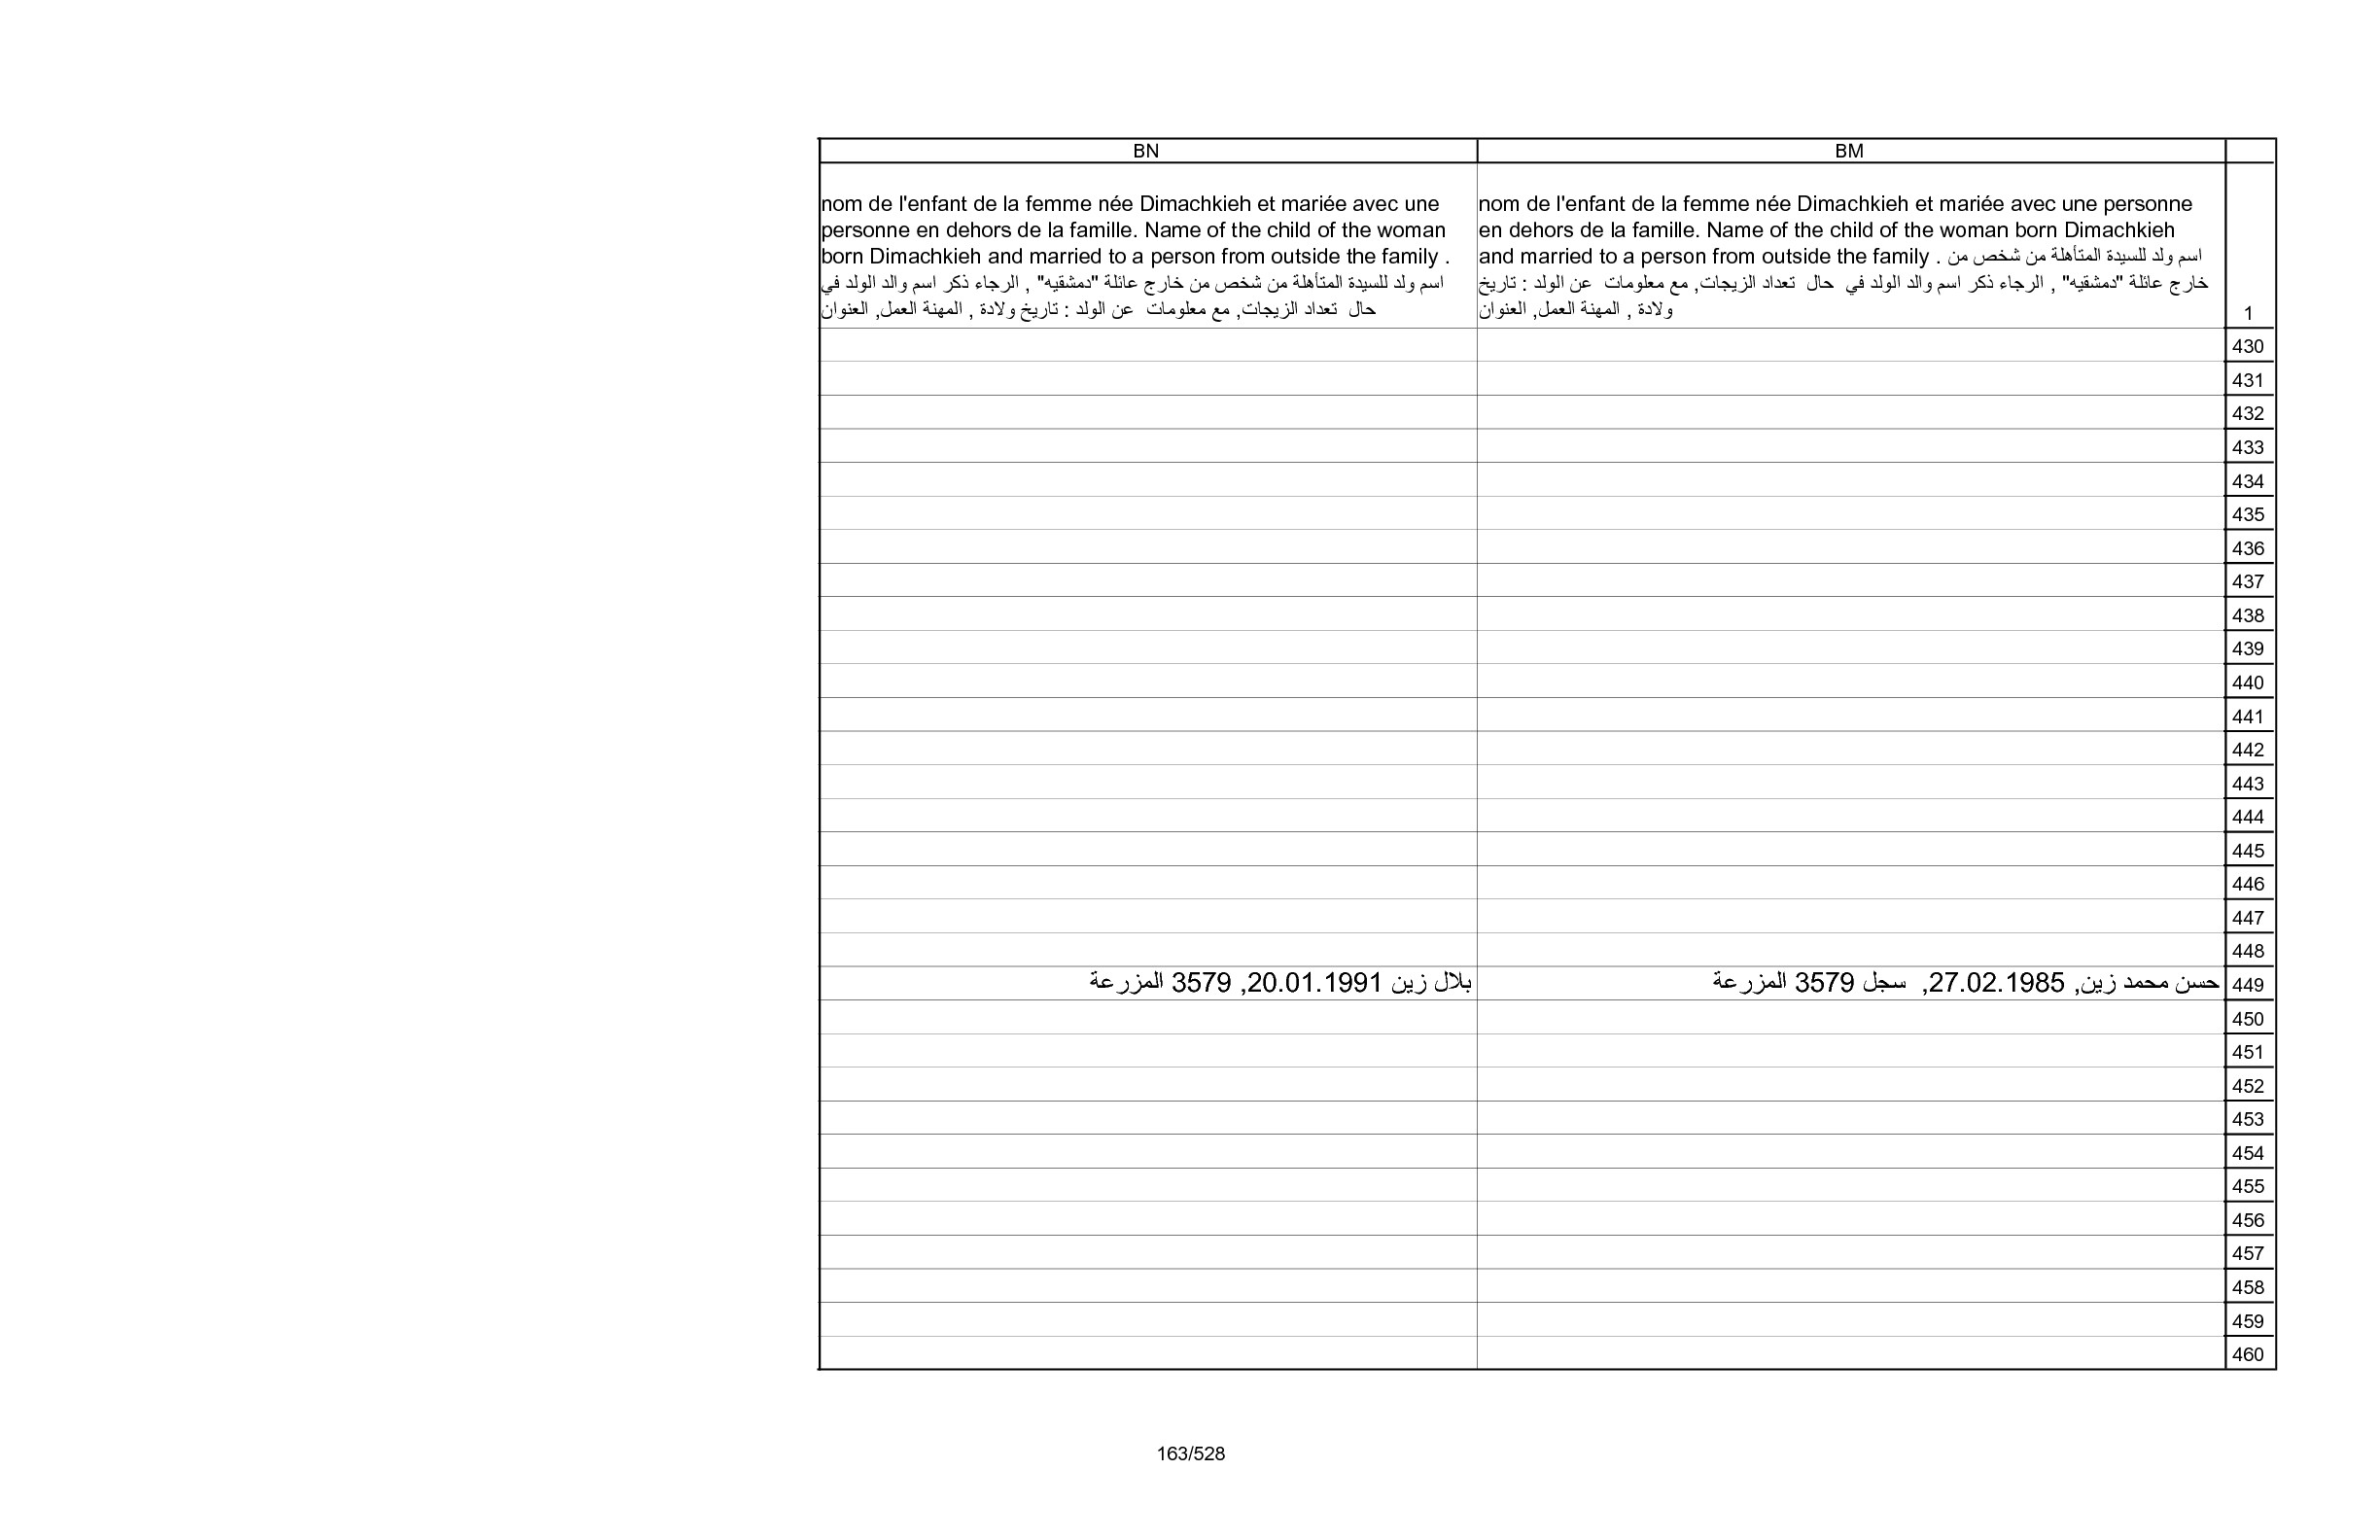 BN
BM
nom de l'enfant de la femme née Dimachkieh et mariée avec une
personne en dehors de la famille. Name of the child of the woman
born Dimachkieh and married to a person from outside the family .
اسم ولد للسيدة المتأهلة من شخص من خارج عائلة "دمشقيه" , الرجاء ذكر اسم والد الولد في
حال تعداد الزيجات, مع معلومات عن الولد : تاريخ ولادة , المهنة العمل, العنوان
nom de l'enfant de la femme née Dimachkieh et mariée avec une personne
en dehors de la famille. Name of the child of the woman born Dimachkieh
and married to a person from outside the family . اسم ولد للسيدة المتأهلة من شخص من
خارج عائلة "دمشقيه" , الرجاء ذكر اسم والد الولد في حال تعداد الزيجات, مع معلومات عن الولد : تاريخ
ولادة , المهنة العمل, العنوان
1
430
431
432
433
434
435
436
437
438
439
440
441
442
443
444
445
446
447
448
بلال زين 20.01.1991, 3579 المزرعة
حسن محمد زين, 27.02.1985, سجل 3579 المزرعة
449
450
451
452
453
454
455
456
457
458
459
460
163/528